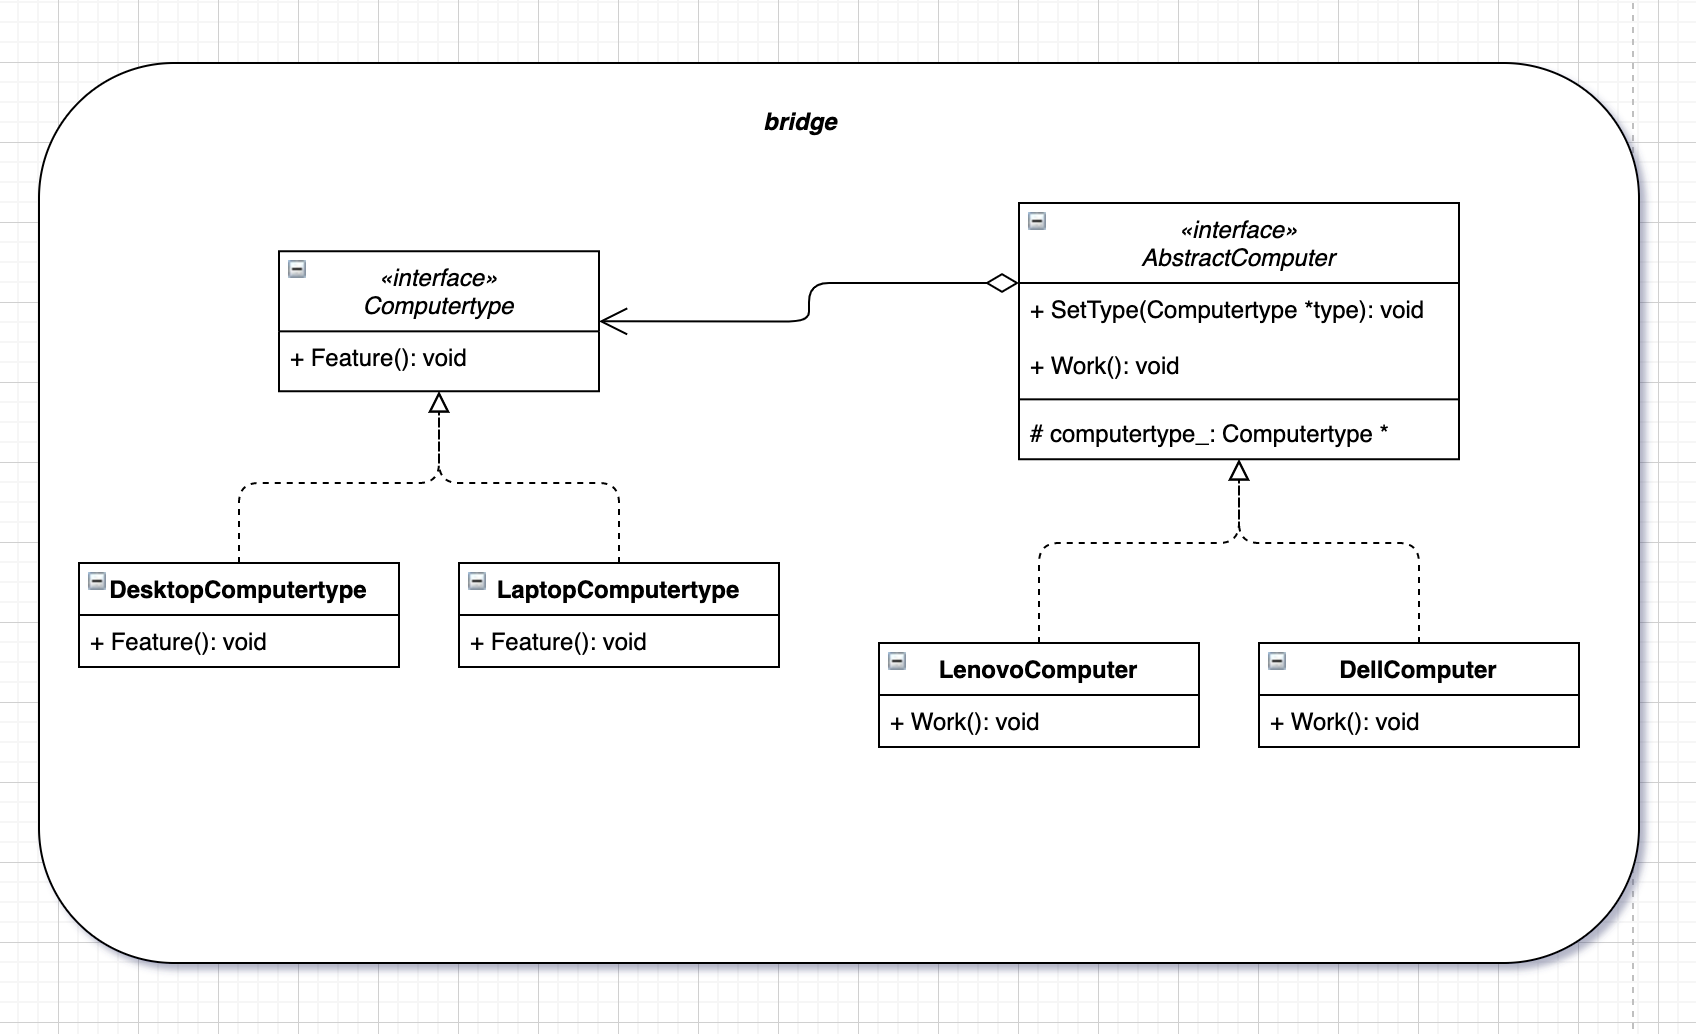 bridge
«interface»
Computertype
+ Feature(): void
«interface»
AbstractComputer
+ SetType(Computertype *type): void
+ Work(): void
# computertype_: Computertype *
DesktopComputertype
+ Feature(): void
LaptopComputertype
+ Feature(): void
LenovoComputer
+ Work(): void
DellComputer
+ Work(): void